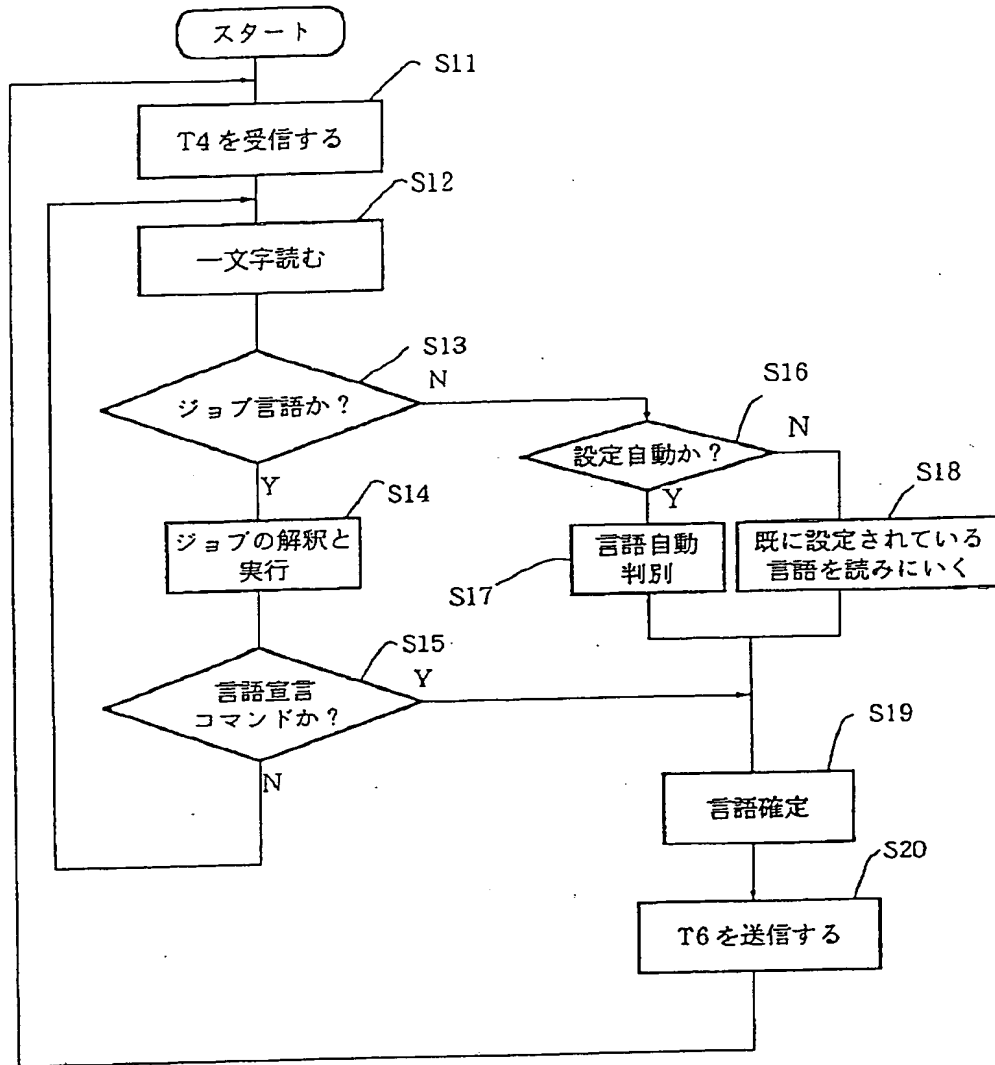 スタート
S11
T4を受信する
S12
一文字読む
S13
ジョブ言語か?
N
Y
S16
設定自動か?
N
Y
S14
ジョブの解釈と
実行
S17
言語自動
判別
S18
既に設定されている
言語を読みにいく
S15
言語宣言
コマンドか?
Y
N
S19
言語確定
S20
T6を送信する